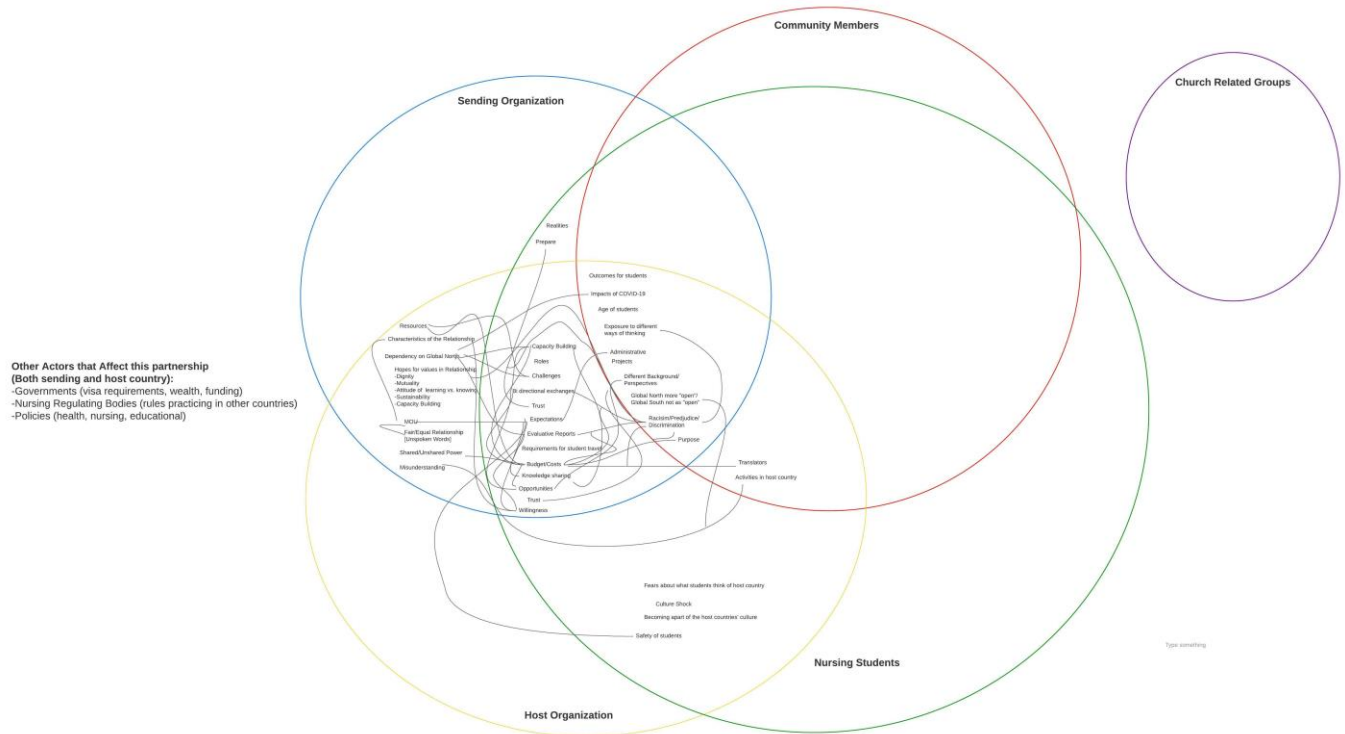 Community Members
Church Related Groups
Sending Organization
Realities
Prepare
Outcomes for students
Impacts of COVID-19
Age of students
Resources
Exposure to different
ways of thinking
Characteristics of the Relationship
Capacity Building
Administrative
Projects
Dependency on Global North
Roles
Hopes for values in Relationship
-Dignity
-Mutuality
-Attitude of learning vs. knowing
-Sustainability
-Capacity Building
Challenges
Different Background/
Perspectives
directional exchanges
Global North more "open"!
Global South not as "open"
Trust
Other Actors that Affect this partnership
(Both sending and host country):
-Governments (visa requirements, wealth, funding)
-Nursing Regulating Bodies (rules practicing in other countries)
-Policies (health, nursing, educational)
MOU
Expectations
Racisim/Predjudice/
Discrimination
Fair/Equal Relationship
[Unspoken Words]
Evaluative Reports
Purpose
Shared/Unshared Power
Requirements for student travel
Misunderstanding
Budget/Costs
Translators
Knowledge sharing
Activities in host country
Opportunities
Trust
Willingness
Fears about what students think of host country
Culture Shock
Becoming apart of the host countries' culture
Safety of students
Type something
Nursing Students
Host Organization